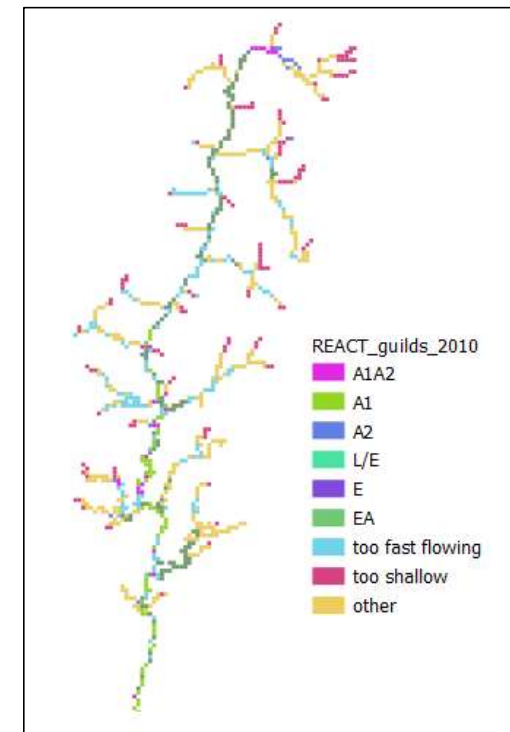 REACT_guilds_2010
A1A2
A1
A2
L/E
E
EA
too fast flowing
too shallow
other